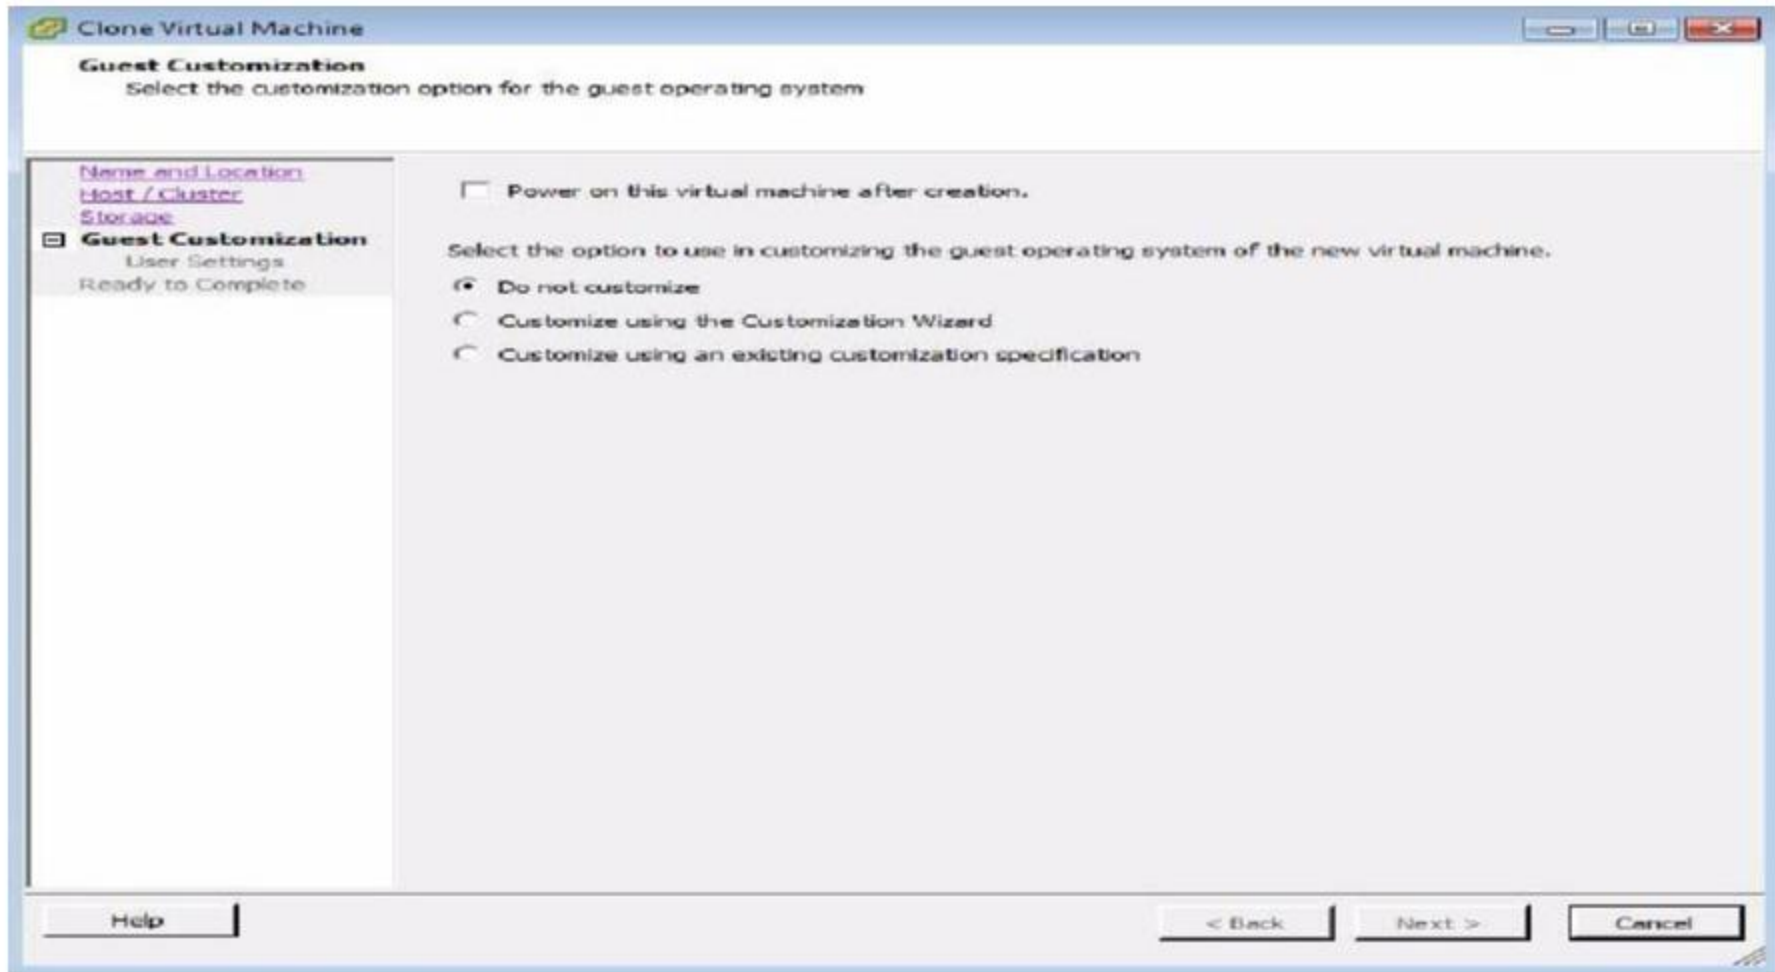 Clone Virtual Machine
Guest Customization
Select the customization option for the guest operating system
Name and Location
Host / Cluster
Storage
Guest Customization
User Settings
Ready to Complete
Power on this virtual machine after creation.
Select the option to use in customizing the guest operating system of the new virtual machine.
Do not customize
Customize using the Customization Wizard
Customize using an existing customization specification
Help
< Back
Next >
Cancel